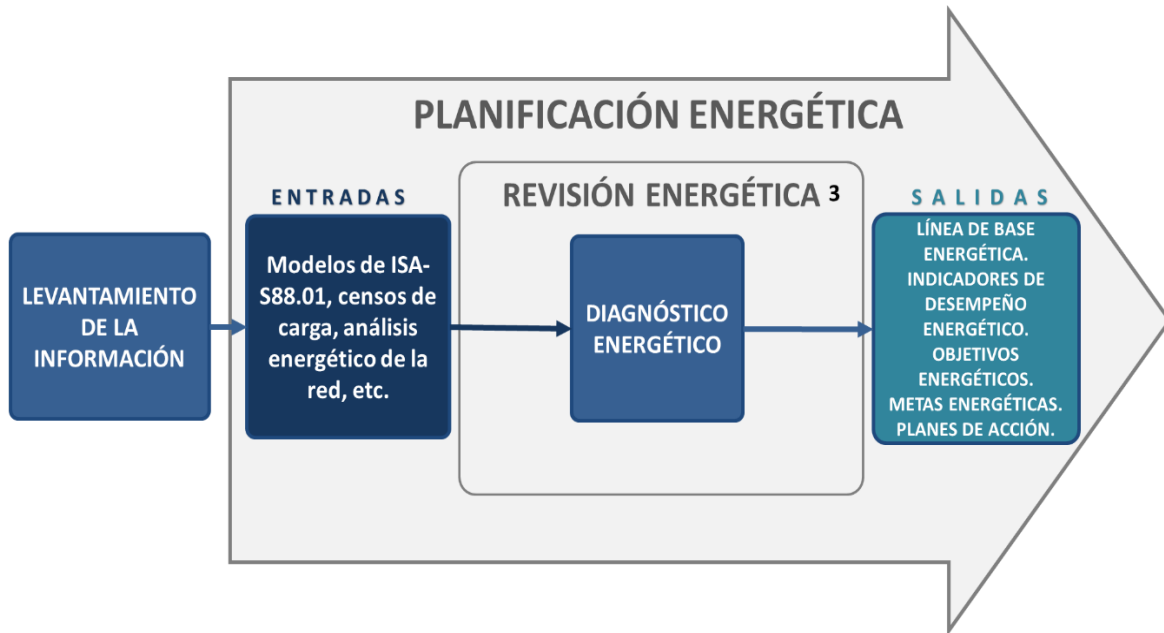 PLANIFICACIÓN ENERGÉTICA
LEVANTAMIENTO
DE LA
INFORMACIÓN
ENTRADAS
Modelos de ISA-
S88.01, censos de
carga, análisis
energético de la
red, etc.
REVISIÓN ENERGÉTICA 3
DIAGNÓSTICO
ENERGÉTICO
SALIDAS
LÍNEA DE BASE
ENERGÉTICA.
INDICADORES DE
DESEMPEÑO
ENERGÉTICO.
OBJETIVOS
ENERGÉTICOS.
METAS ENERGÉTICAS.
PLANES DE ACCIÓN.